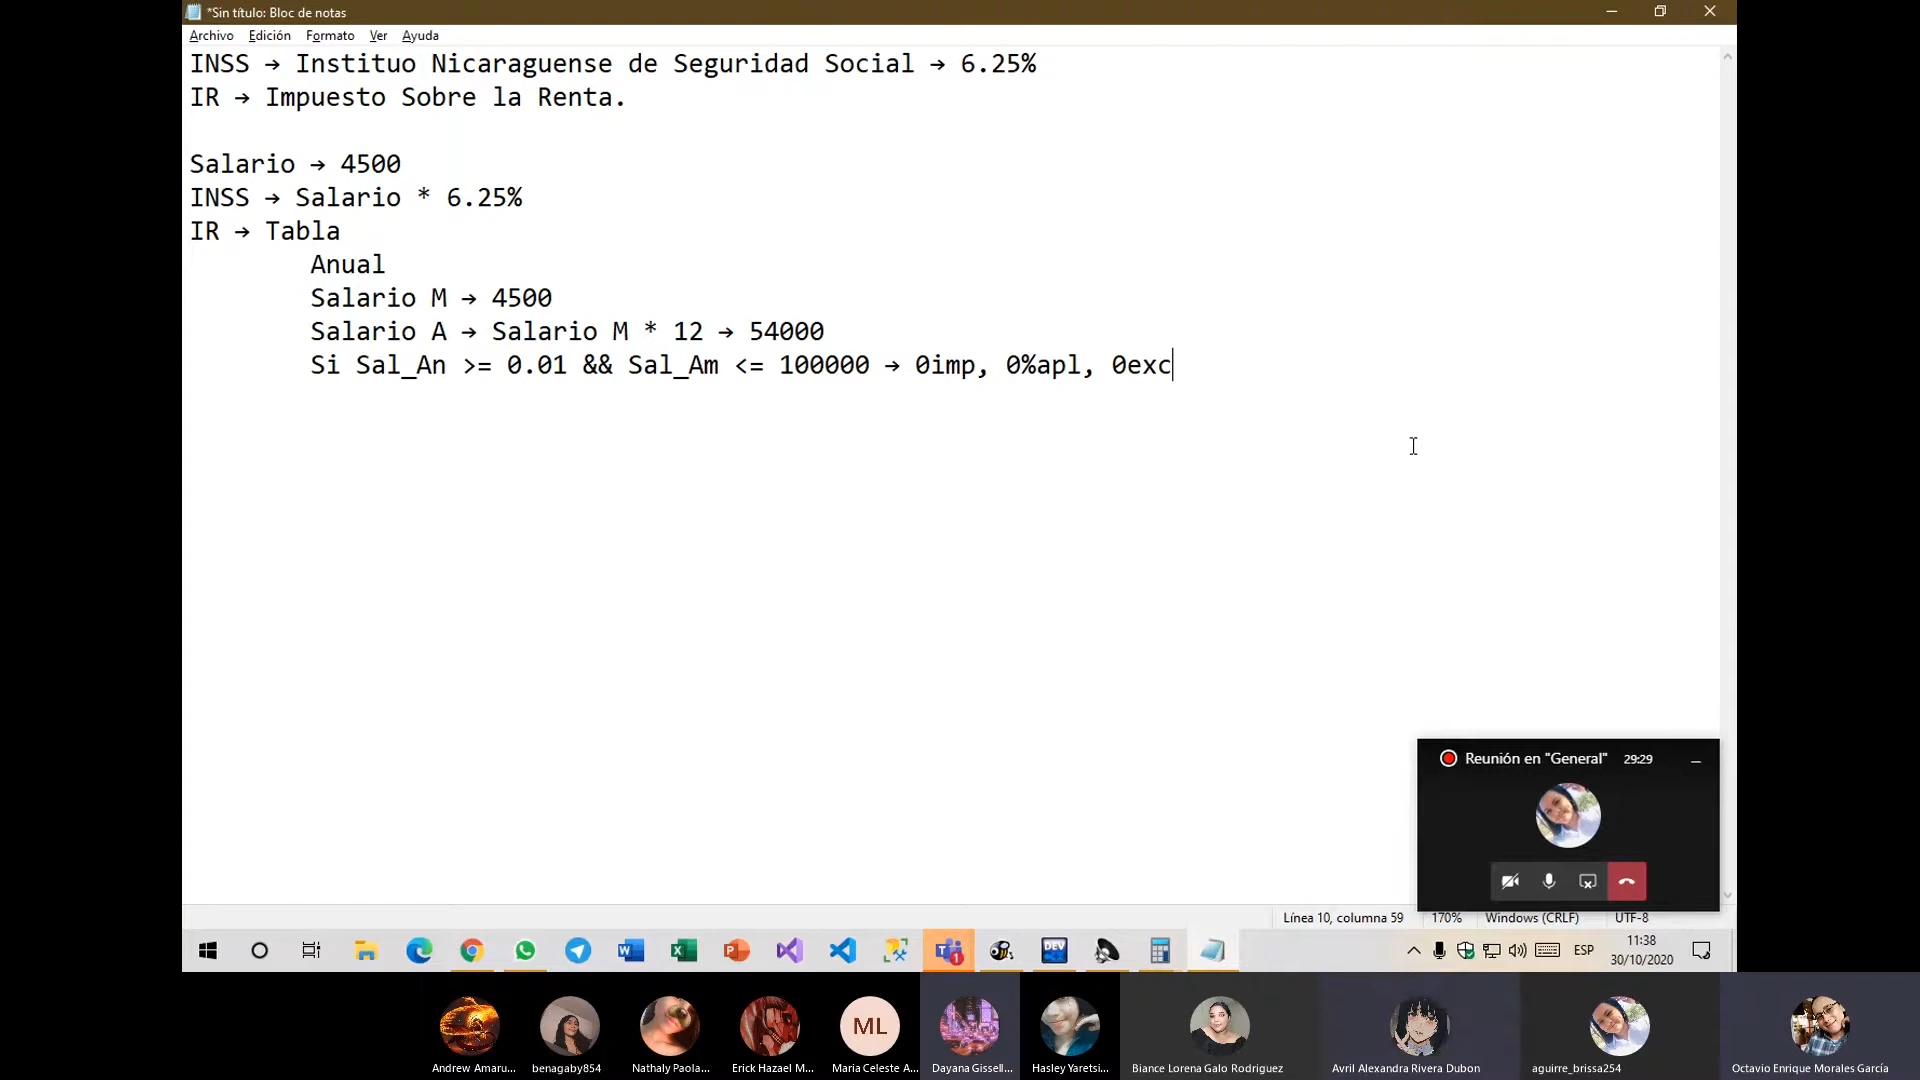 *Sin título: Bloc de notas
Archivo Edición Formato Ver Ayuda
INSS → Instituo Nicaraguense de Seguridad Social → 6.25%
IR → Impuesto Sobre la Renta.
Salario → 4500
INSS → Salario * 6.25%
IR → Tabla
Anual
Salario M → 4500
Salario A → Salario M * 12 → 54000
Si Sal_An >= 0.01 && Sal_Am <= 100000 → 0imp, 0%apl, 0exc
Reunión en "General" 29:29
Línea 10, columna 59 170% Windows (CRLF) UTF-8
DEV
1
ESP
11:38
30/10/2020
ML
Andrew Amaru... benagaby854 Nathaly Paola... Erick Hazael M... Maria Celeste A... Dayana Gissell... Hasley Yaretsi... Biance Lorena Galo Rodriguez Avril Alexandra Rivera Dubon aguirre_brissa254 Octavio Enrique Morales García